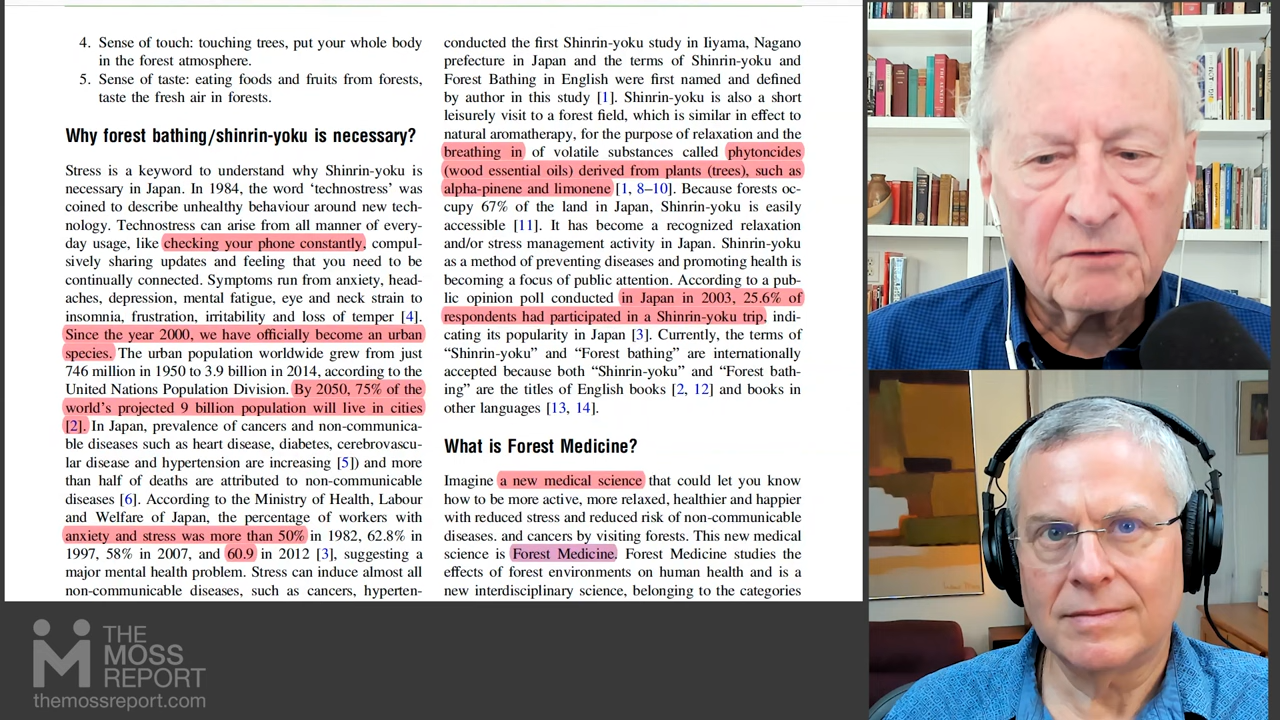 4. Sense of touch: touching trees, put your whole body
in the forest atmosphere.
5. Sense of taste: eating foods and fruits from forests,
taste the fresh air in forests.
Why forest bathing/shinrin-yoku is necessary?
Stress is a keyword to understand why Shinrin-yoku is
necessary in Japan. In 1984, the word ‘technostress’ was
coined to describe unhealthy behaviour around new tech-
nology. Technostress can arise from all manner of every-
day usage, like checking your phone constantly, compul-
sively sharing updates and feeling that you need to be
continually connected. Symptoms run from anxiety, head-
aches, depression, mental fatigue, eye and neck strain to
insomnia, frustration, irritability and loss of temper [4].
Since the year 2000, we have officially become an urban
species. The urban population worldwide grew from just
746 million in 1950 to 3.9 billion in 2014, according to the
United Nations Population Division. By 2050, 75% of the
world’s projected 9 billion population will live in cities
[2]. In Japan, prevalence of cancers and non-communica-
ble diseases such as heart disease, diabetes, cerebrovascu-
lar disease and hypertension are increasing [5]) and more
than half of deaths are attributed to non-communicable
diseases [6]. According to the Ministry of Health, Labour
and Welfare of Japan, the percentage of workers with
anxiety and stress was more than 50% in 1982, 62.8% in
1997, 58% in 2007, and 60.9 in 2012 [3], suggesting a
major mental health problem. Stress can induce almost all
non-communicable diseases, such as cancers, hyperten-
conducted the first Shinrin-yoku study in Iiyama, Nagano
prefecture in Japan and the terms of Shinrin-yoku and
Forest Bathing in English were first named and defined
by author in this study [1]. Shinrin-yoku is also a short
leisurely visit to a forest field, which is similar in effect to
natural aromatherapy, for the purpose of relaxation and the
breathing in of volatile substances called phytoncides
(wood essential oils) derived from plants (trees), such as
alpha-pinene and limonene [1, 8–10]. Because forests oc-
cupy 67% of the land in Japan, Shinrin-yoku is easily
accessible [11]. It has become a recognized relaxation
and/or stress management activity in Japan. Shinrin-yoku
as a method of preventing diseases and promoting health is
becoming a focus of public attention. According to a pub-
lic opinion poll conducted in Japan in 2003, 25.6% of
respondents had participated in a Shinrin-yoku trip, indi-
cating its popularity in Japan [3]. Currently, the terms of
“Shinrin-yoku” and “Forest bathing” are internationally
accepted because both “Shinrin-yoku” and “Forest bath-
ing” are the titles of English books [2, 12] and books in
other languages [13, 14].
What is Forest Medicine?
Imagine a new medical science that could let you know
how to be more active, more relaxed, healthier and happier
with reduced stress and reduced risk of non-communicable
diseases. and cancers by visiting forests. This new medical
science is Forest Medicine. Forest Medicine studies the
effects of forest environments on human health and is a
new interdisciplinary science, belonging to the categories
THE
MOSS
REPORT
themossreport.com